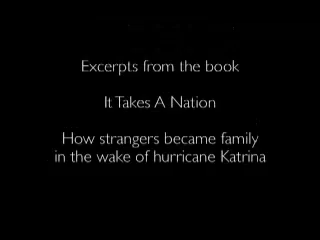 Excerpts from the book
It Takes A Nation
How strangers became family
in the wake of hurricane Katrina